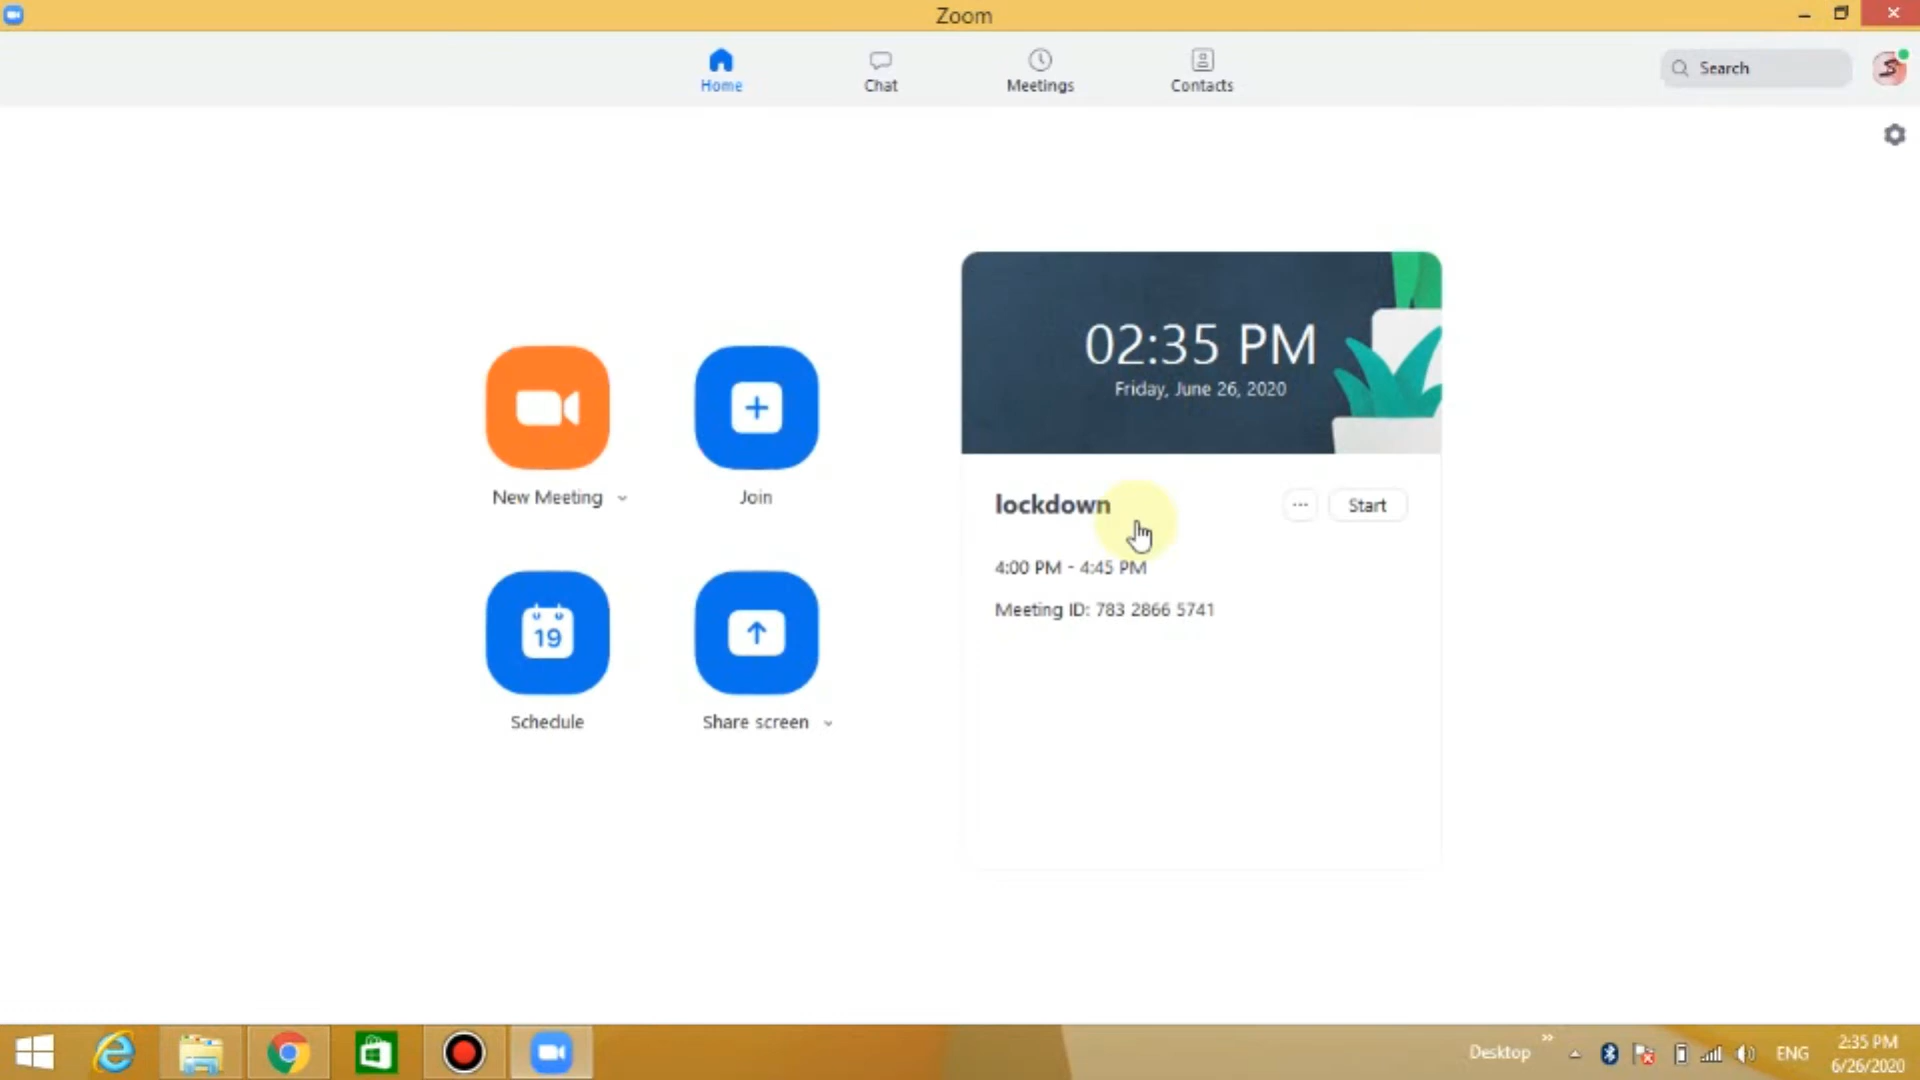 Zoom
Home
Chat
Meetings
Contacts
Search
02:35 PM
Friday, June 26, 2020
New Meeting
Join
lockdown
... Start
4:00 PM - 4:45 PM
Meeting ID: 783 2866 5741
19
Schedule
Share screen
Desktop
ENG
2:35 PM
6/26/2020